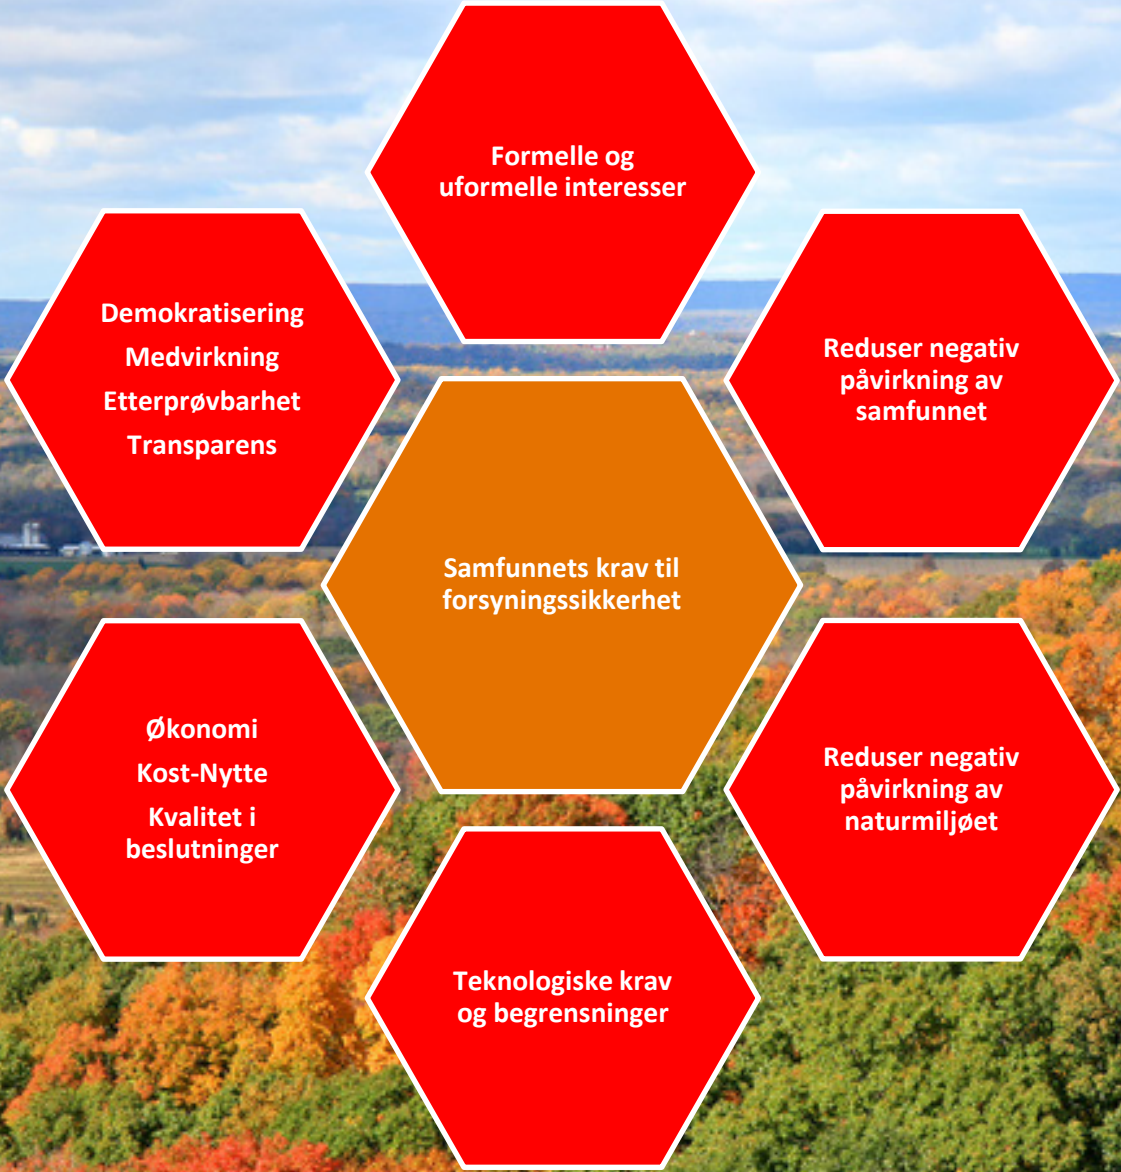 Formelle og
uformelle interesser
Demokratisering
Medvirkning
Etterprøvbarhet
Transparens
Reduser negativ
påvirkning av
samfunnet
Samfunnets krav til
forsyningssikkerhet
Økonomi
Kost-Nytte
Kvalitet i
beslutninger
Reduser negativ
påvirkning av
naturmiljøet
Teknologiske krav
og begrensninger